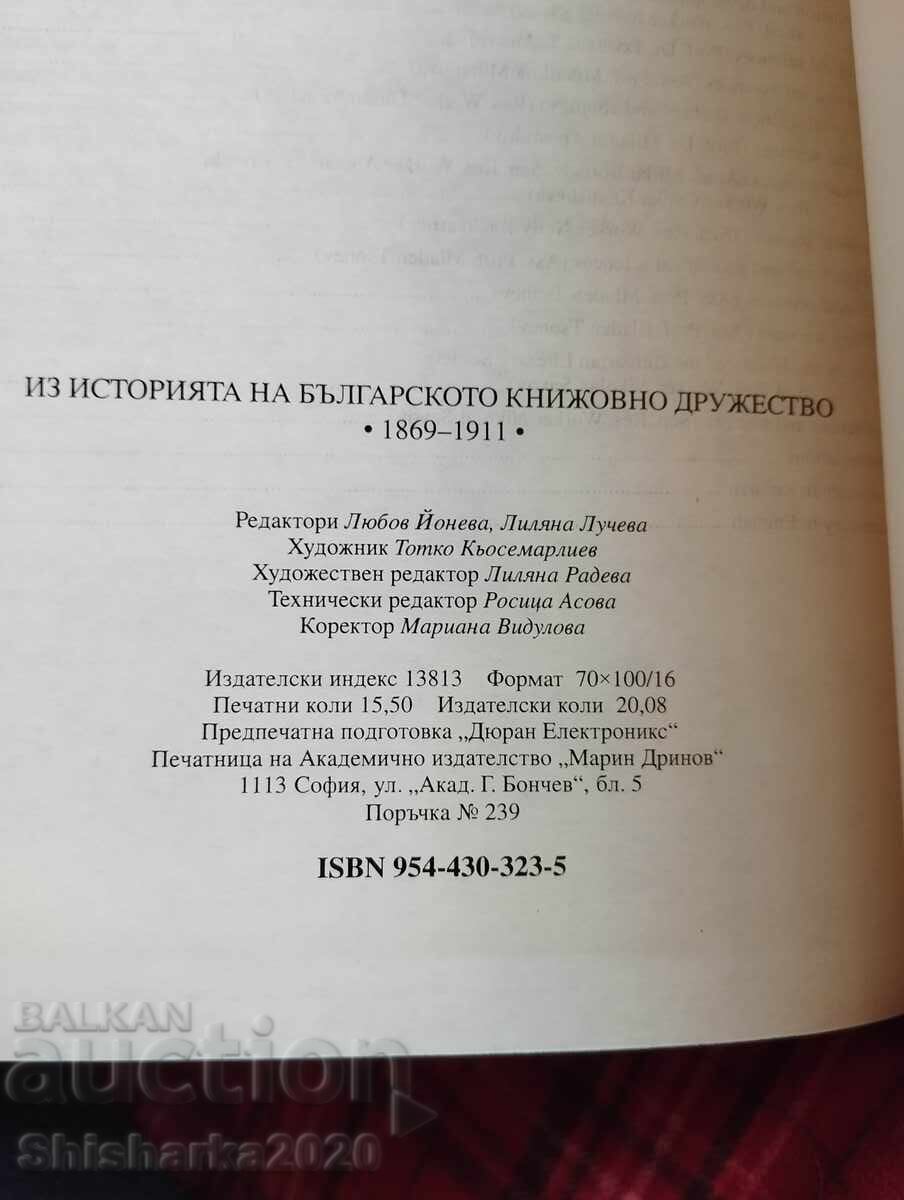 ИЗ ИСТОРИЯТА НА БЪЛГАРСКОТО КНИЖОВНО ДРУЖЕСТВО
• 1869–1911 •
Редактори Любов Йонева, Лиляна Лучева
Художник Тотко Кьосемарлиев
Художествен редактор Лиляна Радева
Технически редактор Росица Асова
Коректор Мариана Видулова
Издателски индекс 13813 Формат 70×100/16
Печатни коли 15,50 Издателски коли 20,08
Предпечатна подготовка „Дюран Електроникс“
Печатница на Академично издателство „Марин Дринов“
1113 София, ул. „Акад. Г. Бончев“, бл. 5
Поръчка № 239
ISBN 954-430-323-5
BALKAN
auction
Shisharka2020